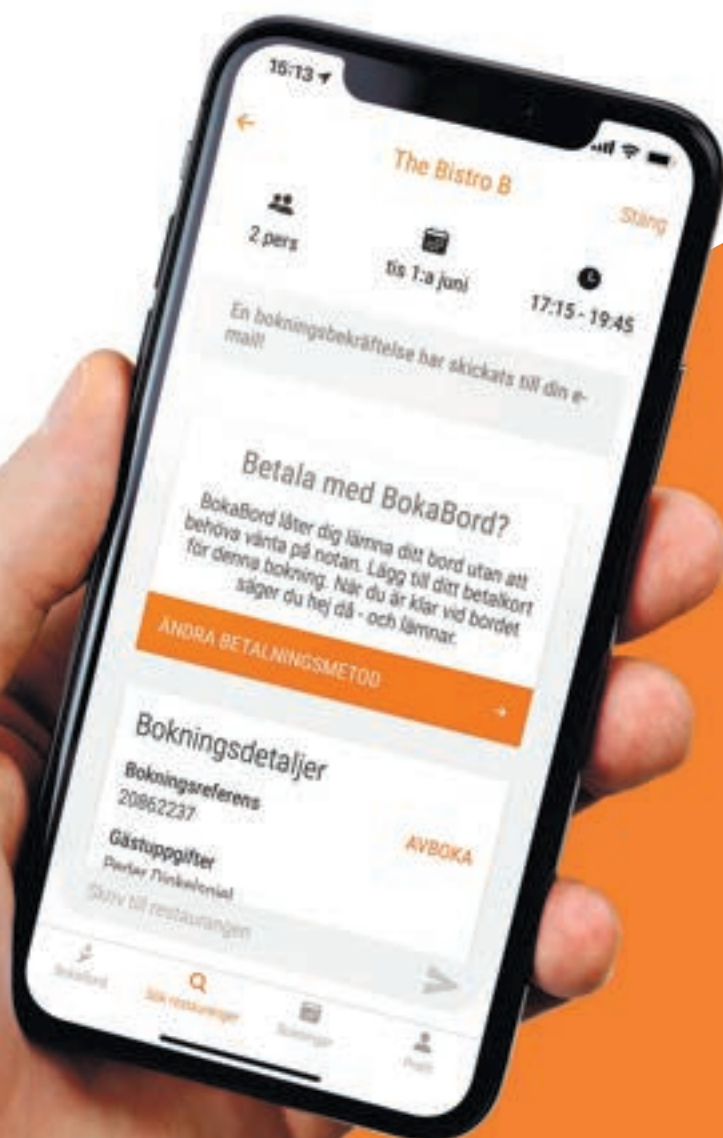 15:13
The Bistro B
Stäng
2 pers
tis 1:a juni
17:15 - 19:45
En bokningsbekräftelse har skickats till din e-
mail!
Betala med BokaBord?
BokaBord låter dig lämna ditt bord utan att
behöva vänta på notan. Lägg till ditt betalkort
för denna bokning. När du är klar vid bordet
säger du hej då - och lämnar.
ÄNDRA BETALNINGSMETOD
Bokningsdetaljer
Bokningsreferens
20862237
AVBOKA
Gästuppgifter
Skriv till restaurangen
BokaBord
Sök restauranger
Bokningar
Profil